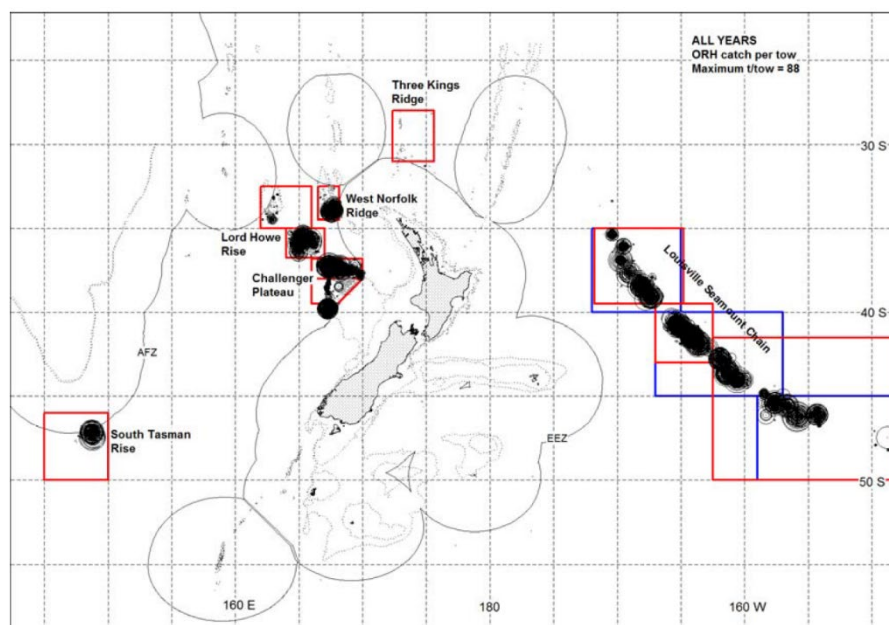 ALL YEARS
ORH catch per tow
Maximum t/tow = 88
Three Kings
Ridge
30 S
West Norfolk
Ridge
Lord Howe
Rise
Challenger
Plateau
Louisville Seamount Chain
40 S
AFZ
South Tasman
Rise
EEZ
50 S
160 E
180
160 W